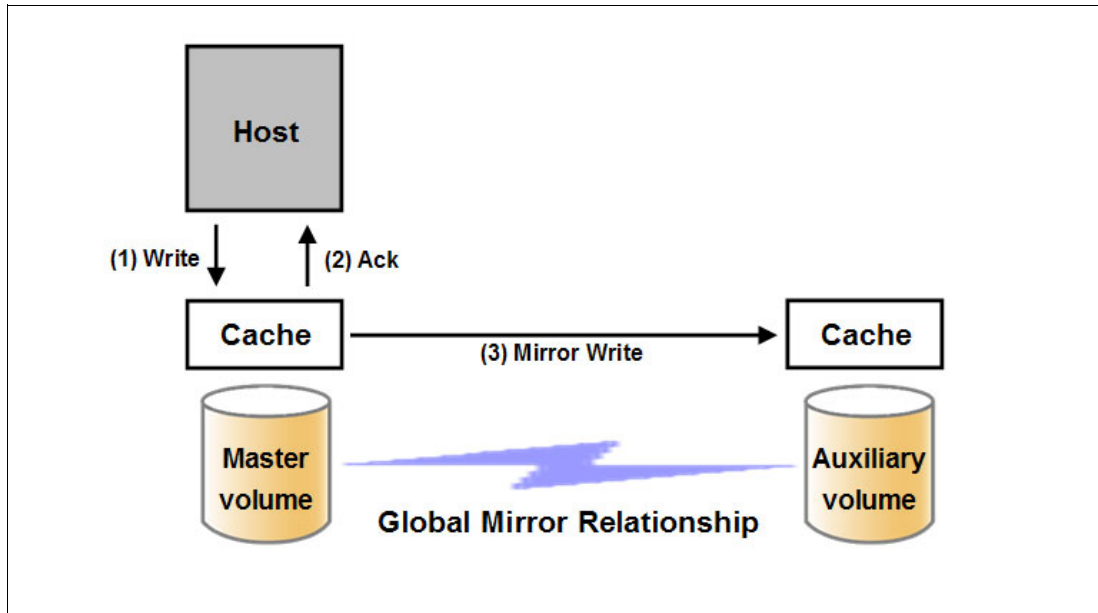 Host
(1) Write
(2) Ack
Cache
(3) Mirror Write
Cache
Master
volume
Auxiliary
volume
Global Mirror Relationship